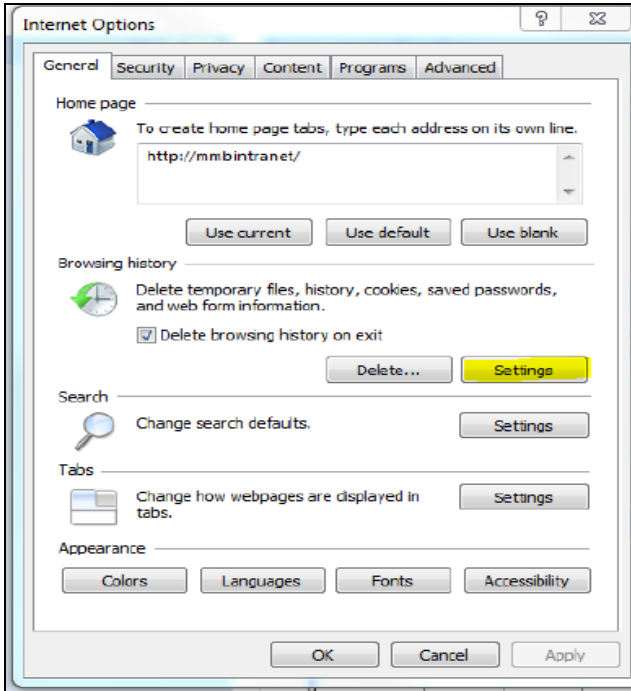 Internet Options
General Security Privacy Content Programs Advanced
Home page
To create home page tabs, type each address on its own line.
http://mmbintranet/
Use current Use default Use blank
Browsing history
Delete temporary files, history, cookies, saved passwords,
and web form information.
Delete browsing history on exit
Delete... Settings
Search
Change search defaults. Settings
Tabs
Change how webpages are displayed in
tabs.
Settings
Appearance
Colors Languages Fonts Accessibility
OK Cancel Apply